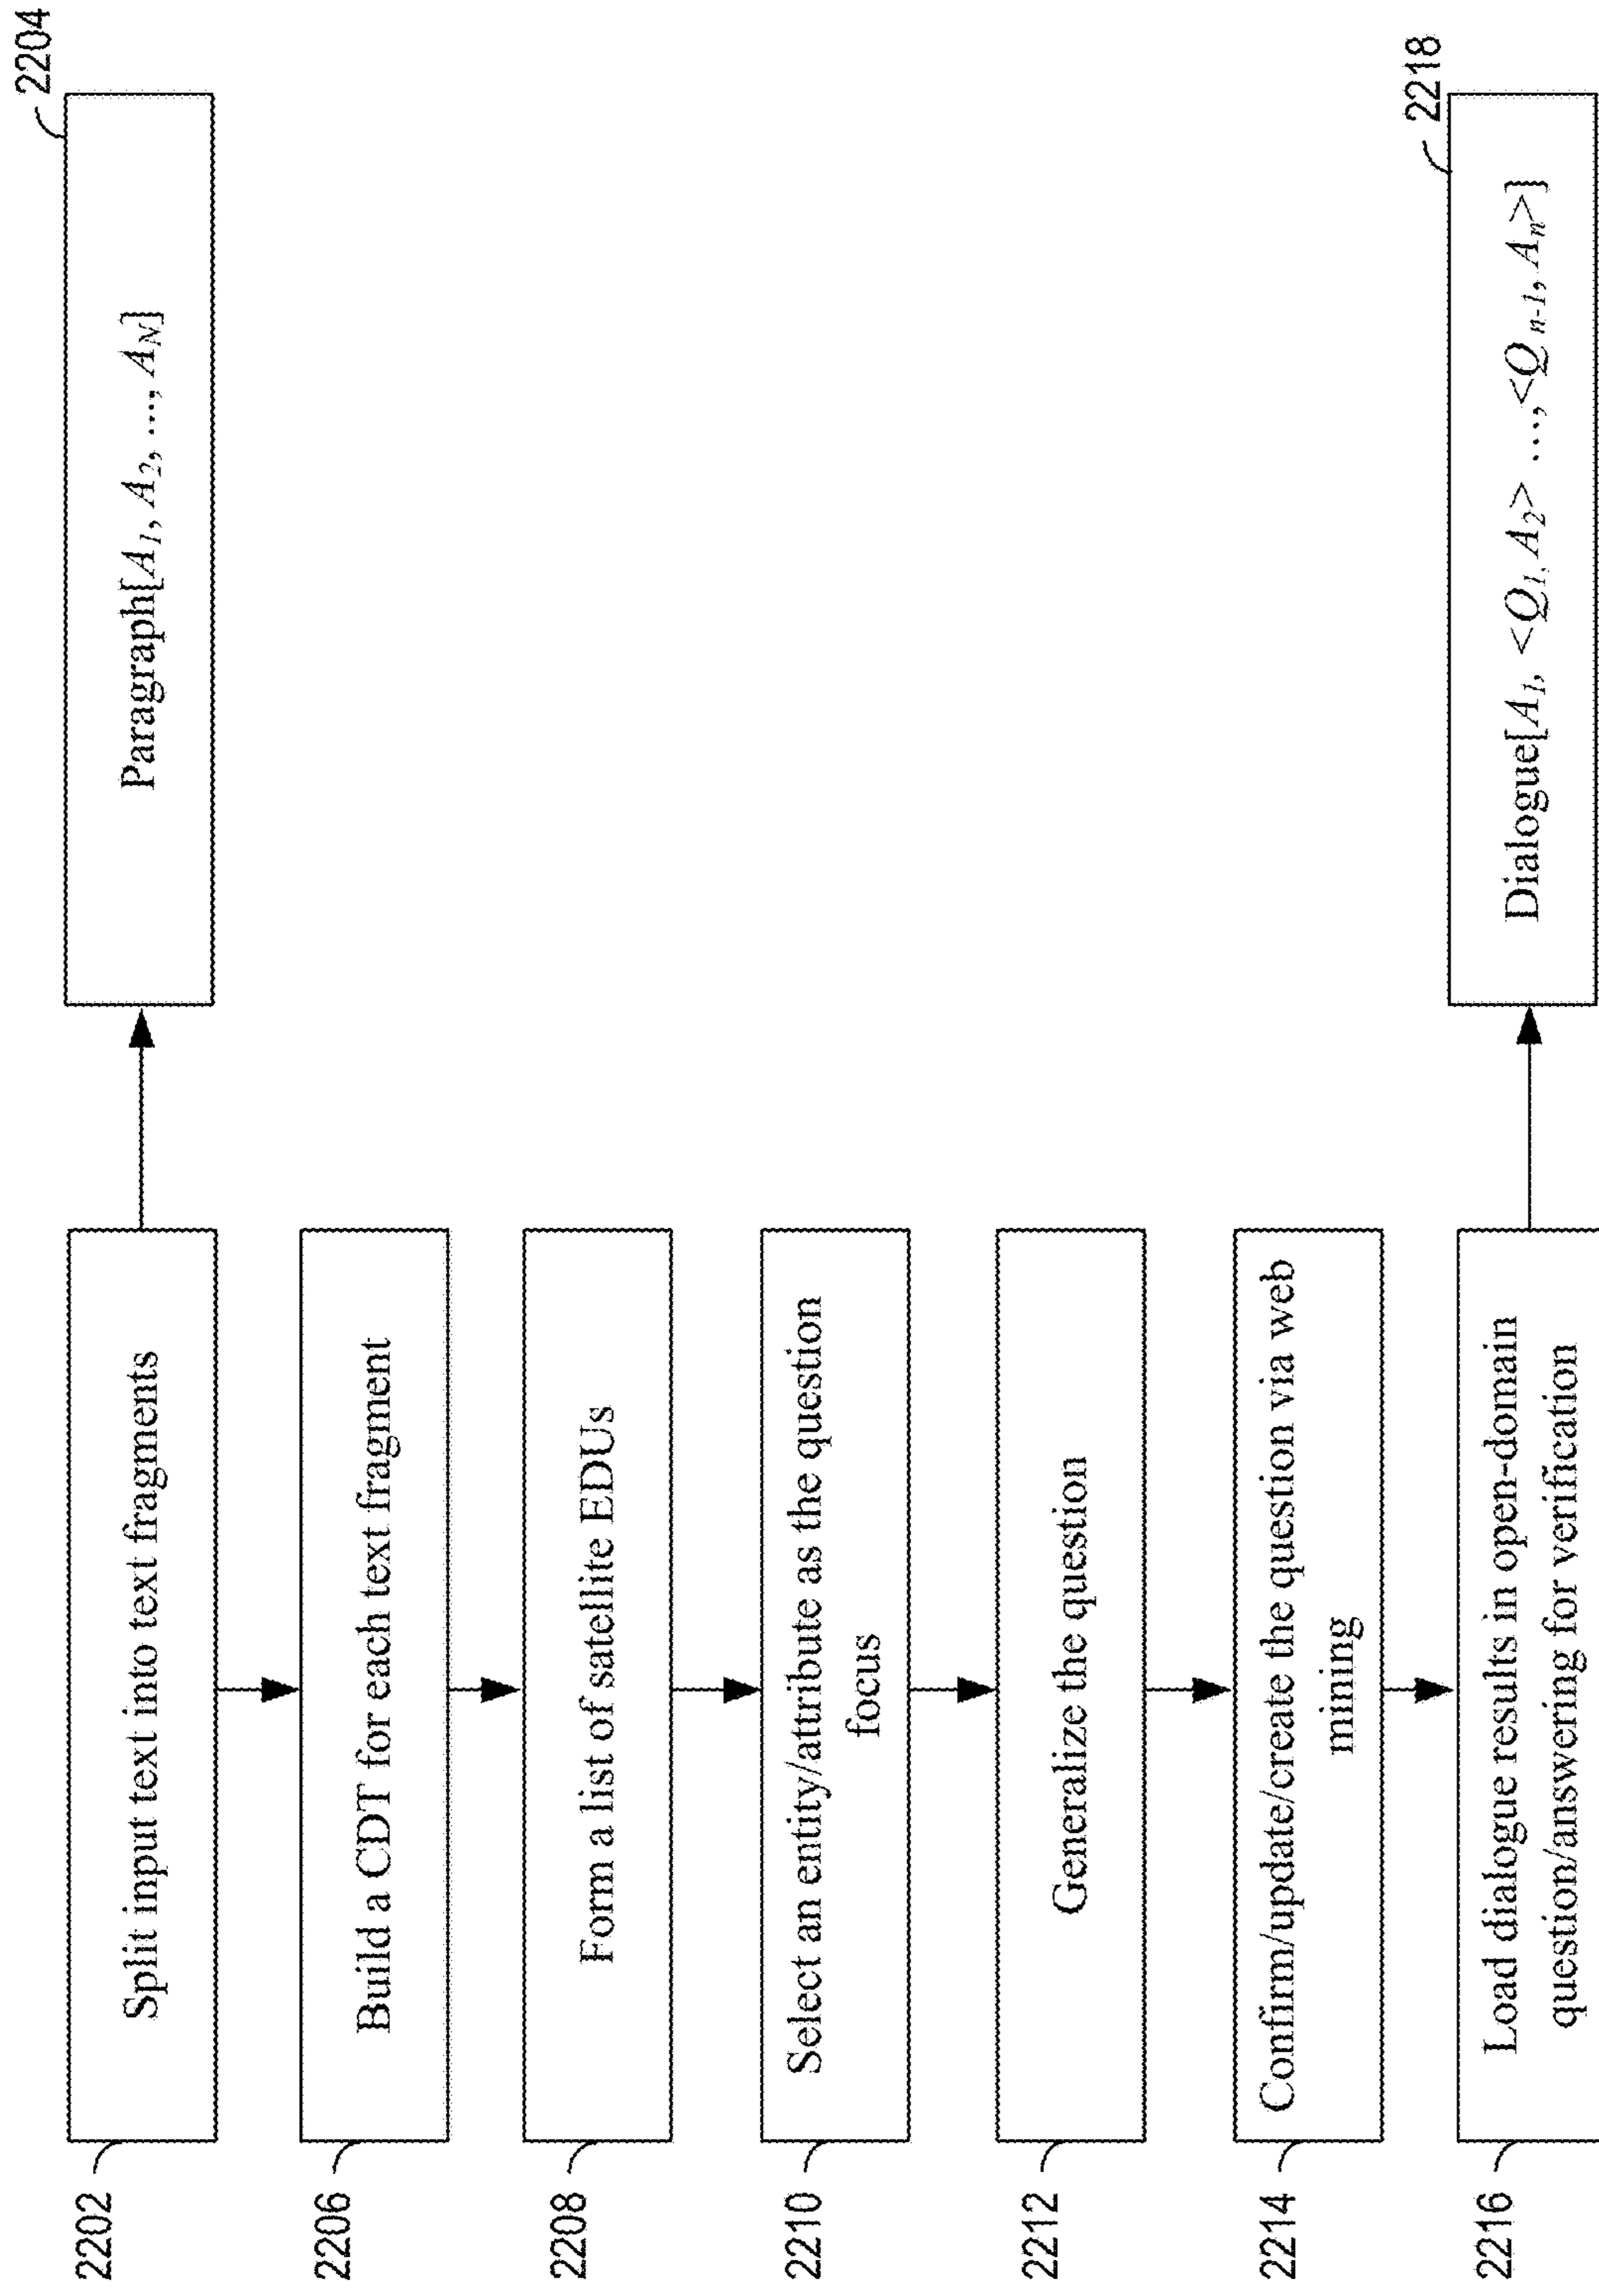 2202
Split input text into text fragments
2204
Paragraph[A1, A2, ..., AN]
2206
Build a CDT for each text fragment
2208
Form a list of satellite EDUs
2210
Select an entity/attribute as the question
focus
2212
Generalize the question
2214
Confirm/update/create the question via web
mining
2216
Load dialogue results in open-domain
question/answering for verification
2218
Dialogue[A1, <Q1, A2> ...,<Qn-1, An>]